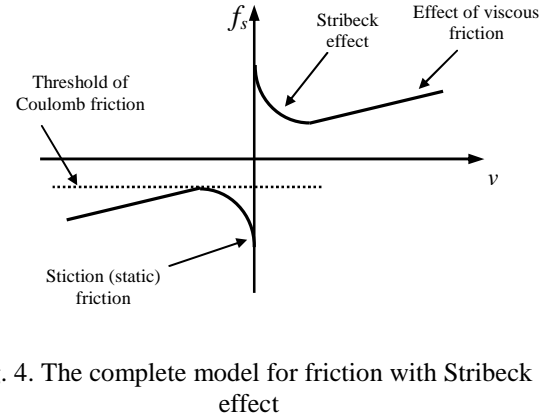 f_s
Stribeck
effect
Effect of viscous
friction
Threshold of
Coulomb friction
v
Stiction (static)
friction
. 4. The complete model for friction with Stribeck
effect